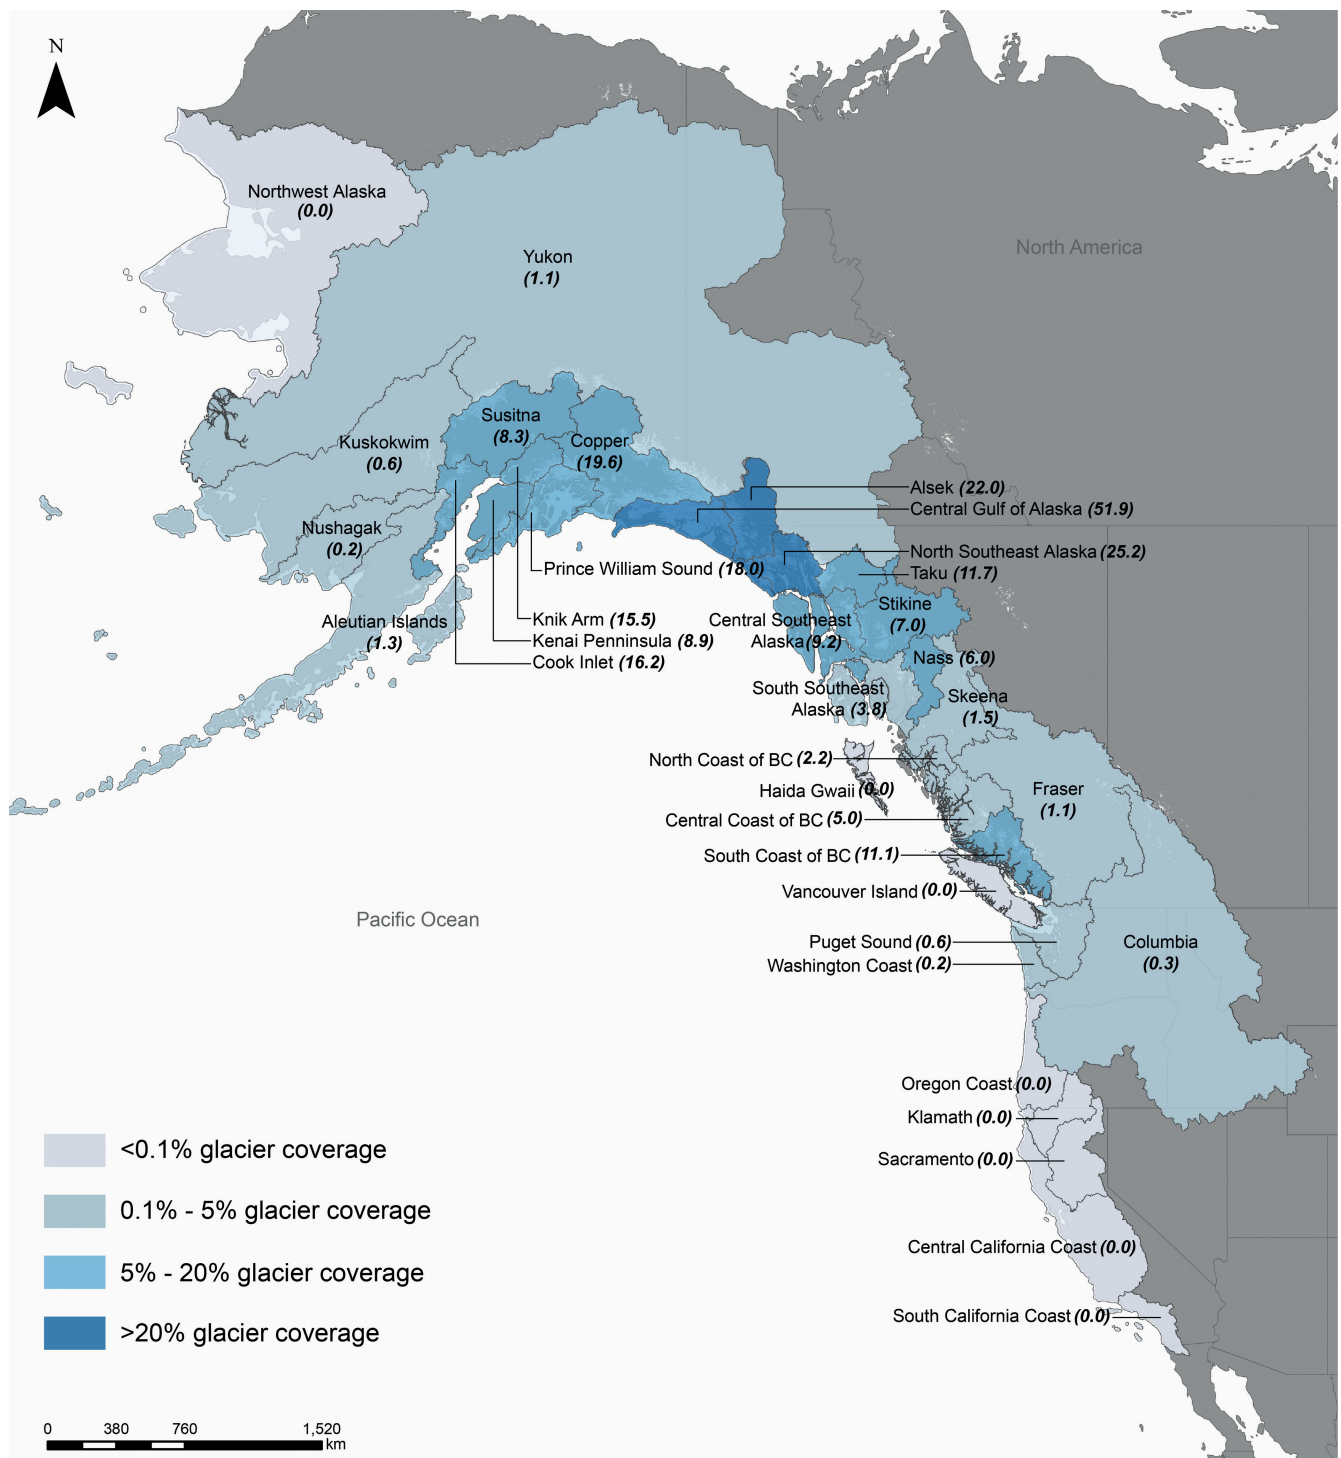 N
Northwest Alaska
(0.0)
North America
Yukon
(1.1)
Susitna
(8.3)
Copper
(19.6)
Kuskokwim
(0.6)
Alsek (22.0)
Central Gulf of Alaska (51.9)
Nushagak
(0.2)
North Southeast Alaska (25.2)
Prince William Sound (18.0)
Taku (11.7)
Stikine
(7.0)
Aleutian Islands
(1.3)
Knik Arm (15.5)
Kenai Penninsula (8.9)
Cook Inlet (16.2)
Central Southeast
Alaska (9.2)
Nass (6.0)
South Southeast
Alaska (3.8)
Skeena
(1.5)
North Coast of BC (2.2)
Haida Gwaii (0.0)
Fraser
(1.1)
Central Coast of BC (5.0)
South Coast of BC (11.1)
Vancouver Island (0.0)
Pacific Ocean
Puget Sound (0.6)
Columbia
(0.3)
Washington Coast (0.2)
Oregon Coast (0.0)
Klamath (0.0)
Sacramento (0.0)
Central California Coast (0.0)
South California Coast (0.0)
<0.1% glacier coverage
0.1% - 5% glacier coverage
5% - 20% glacier coverage
>20% glacier coverage
0 380 760 1,520
km